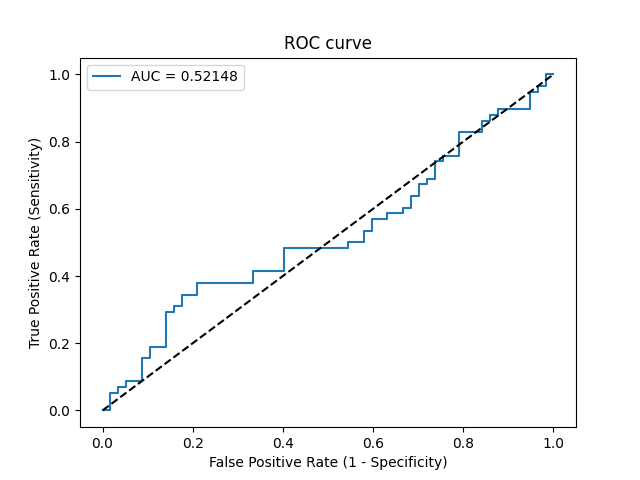 ROC curve
AUC = 0.52148
1.0
0.8
0.6
0.4
0.2
0.0
True Positive Rate (Sensitivity)
0.0 0.2 0.4 0.6 0.8 1.0
False Positive Rate (1 - Specificity)